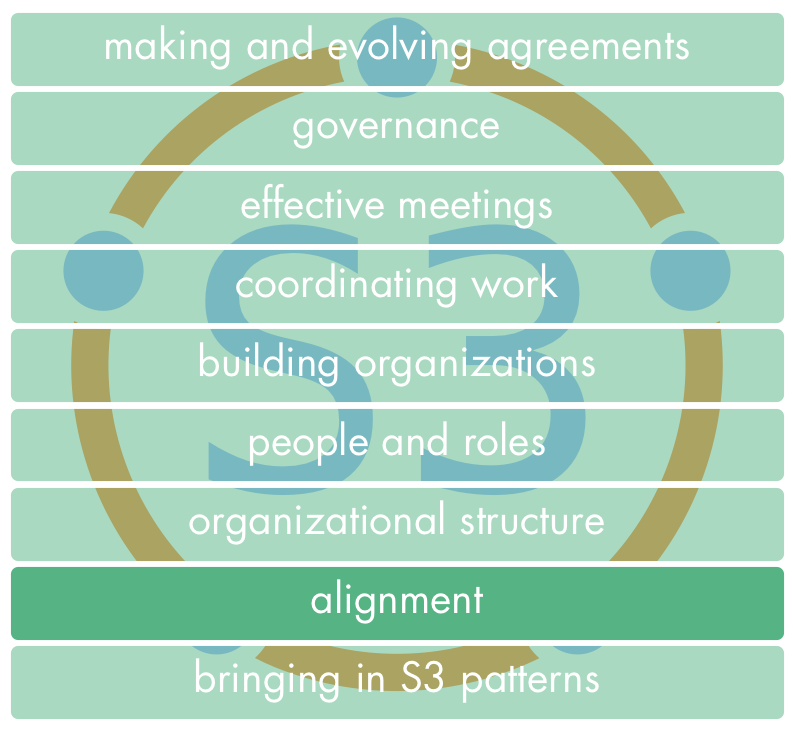 making and evolving agreements
governance
effective meetings
S3
coordinating work
building organizations
people and roles
organizational structure
alignment
bringing in S3 patterns